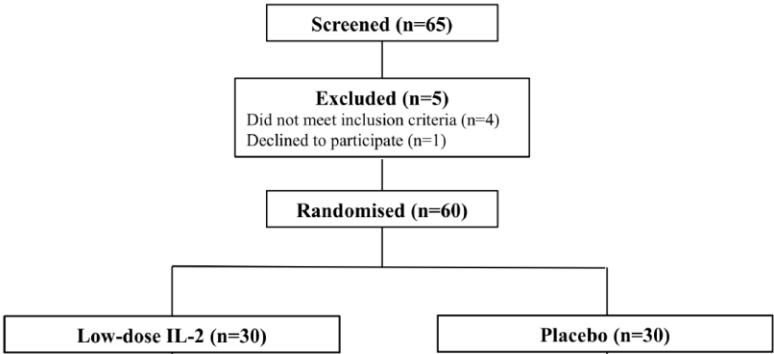 Screened (n=65)
Excluded (n=5)
Did not meet inclusion criteria (n=4)
Declined to participate (n=1)
Randomised (n=60)
Low-dose IL-2 (n=30)
Placebo (n=30)